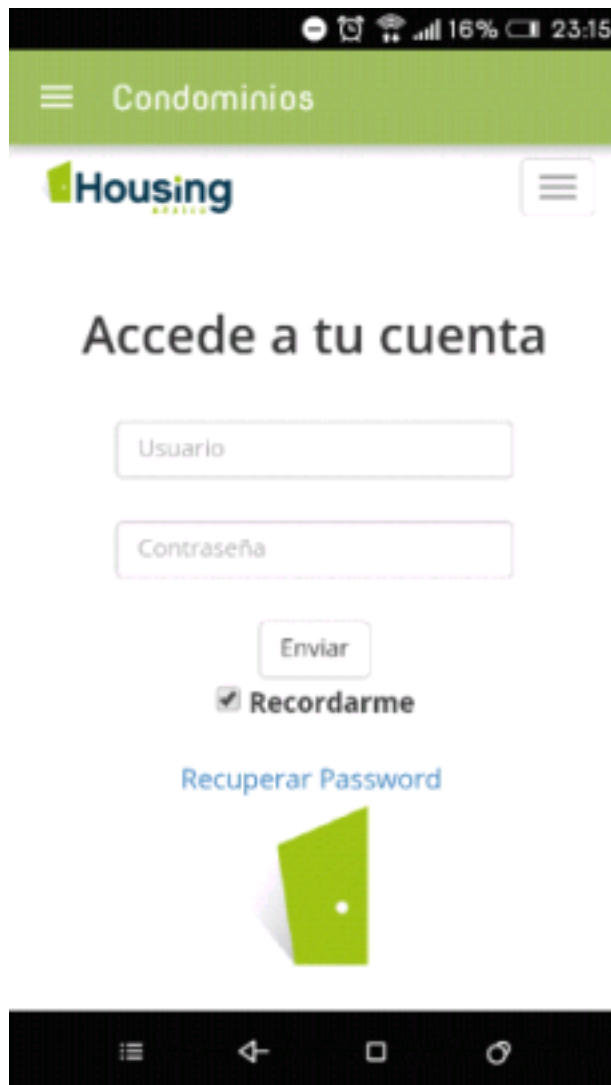 16% 23:15
Condominios
Housing
Accede a tu cuenta
Usuario
Contraseña
Enviar
Recordarme
Recuperar Password